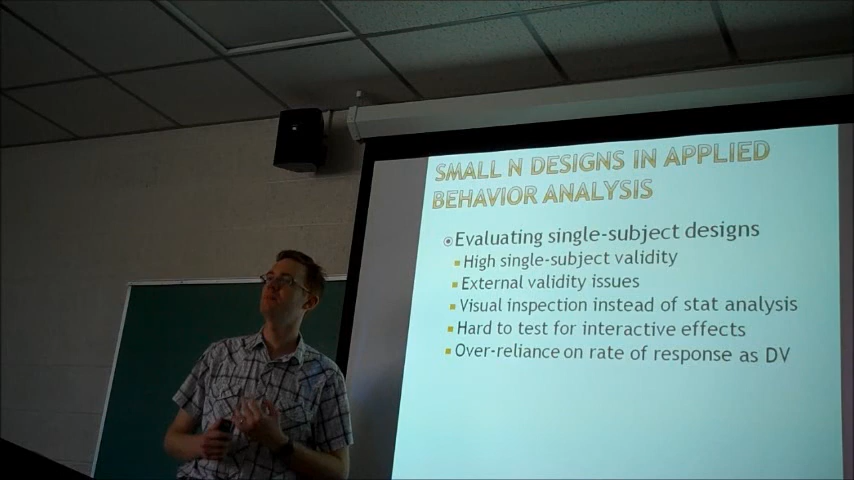 SMALL N DESIGNS IN APPLIED
BEHAVIOR ANALYSIS
Evaluating single-subject designs
High single-subject validity
External validity issues
Visual inspection instead of stat analysis
Hard to test for interactive effects
Over-reliance on rate of response as DV